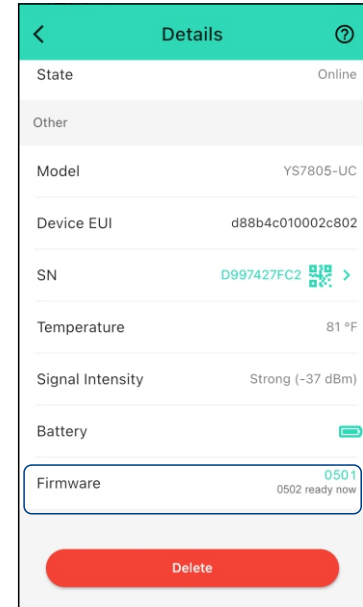 Details
State Online
Other
Model YS7805-UC
Device EUI d88b4c010002c802
SN D997427FC2
Temperature 81 °F
Signal Intensity Strong (-37 dBm)
Battery
Firmware 0501
0502 ready now
Delete